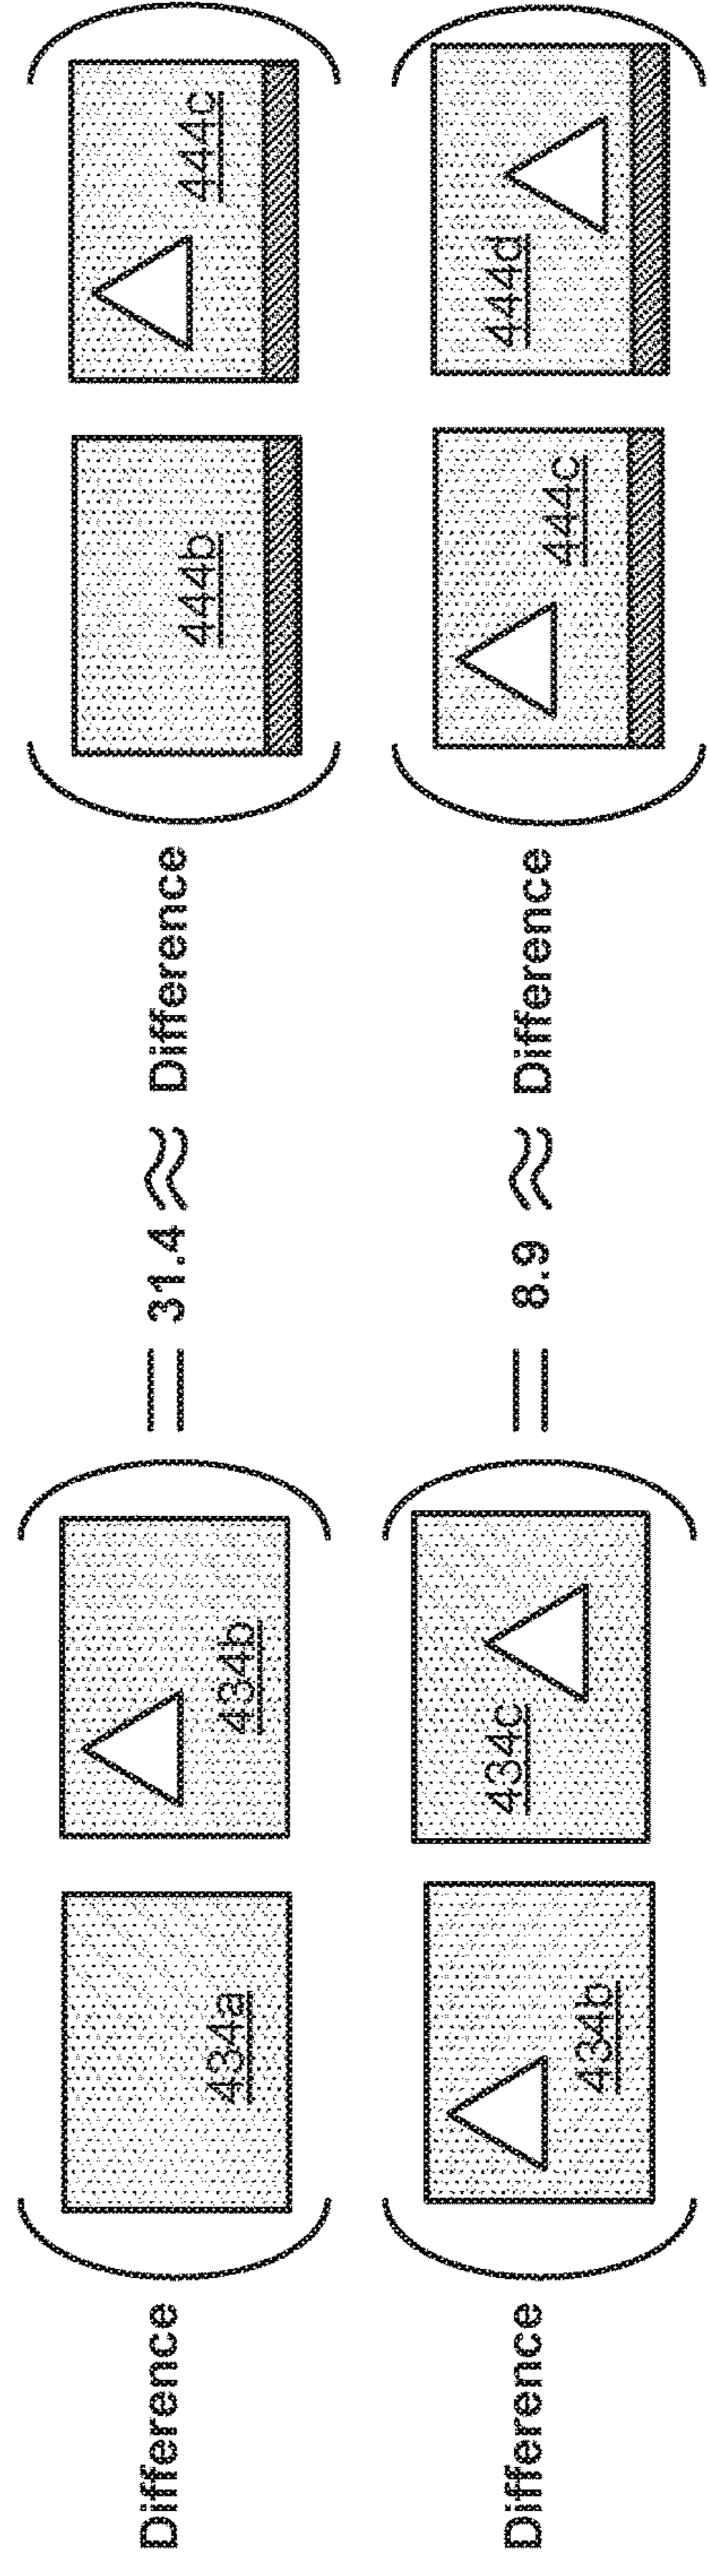 Difference ( 434a 434b ) = 31.4 ≈ Difference ( 444b 444c )
Difference ( 434b 434c ) = 8.9 ≈ Difference ( 444c 444d )